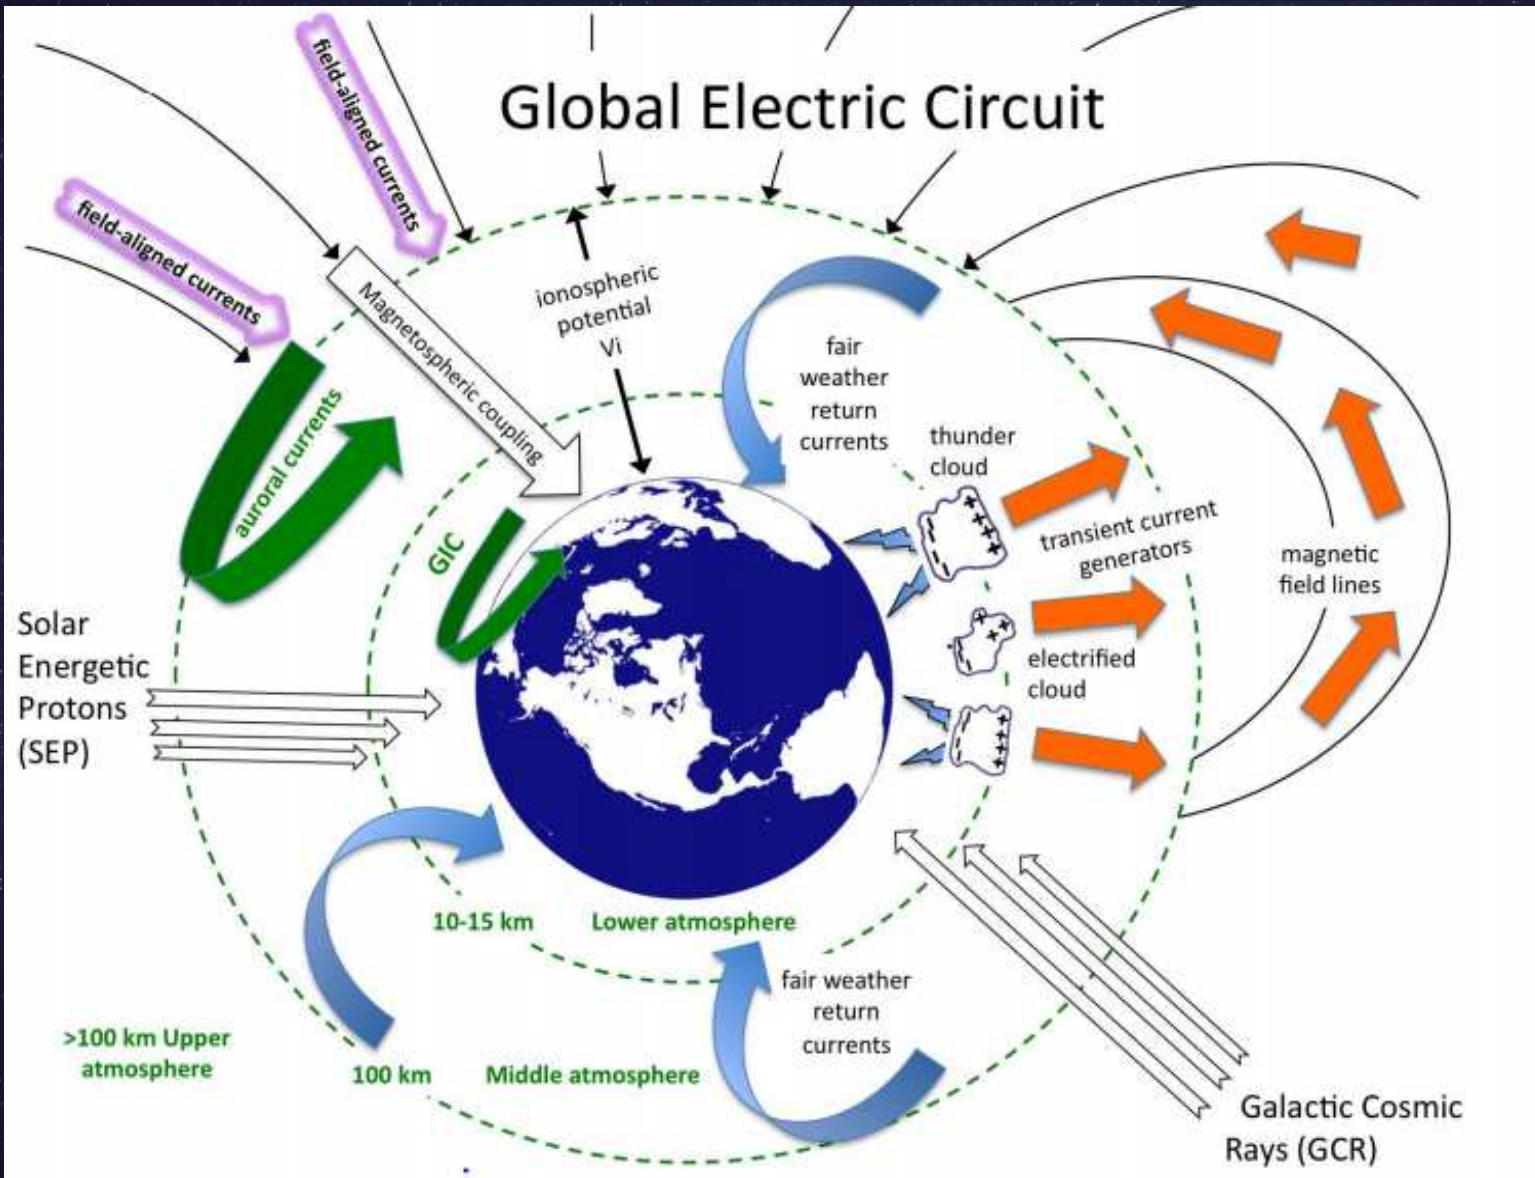 Global Electric Circuit
field-aligned currents
field-aligned currents
Magnetospheric coupling
ionospheric
potential
Vi
fair
weather
return
currents
thunder
cloud
auroral currents
GIC
transient current
generators
magnetic
field lines
electrified
cloud
Solar
Energetic
Protons
(SEP)
10-15 km
Lower atmosphere
fair weather
return
currents
>100 km Upper
atmosphere
100 km
Middle atmosphere
Galactic Cosmic
Rays (GCR)